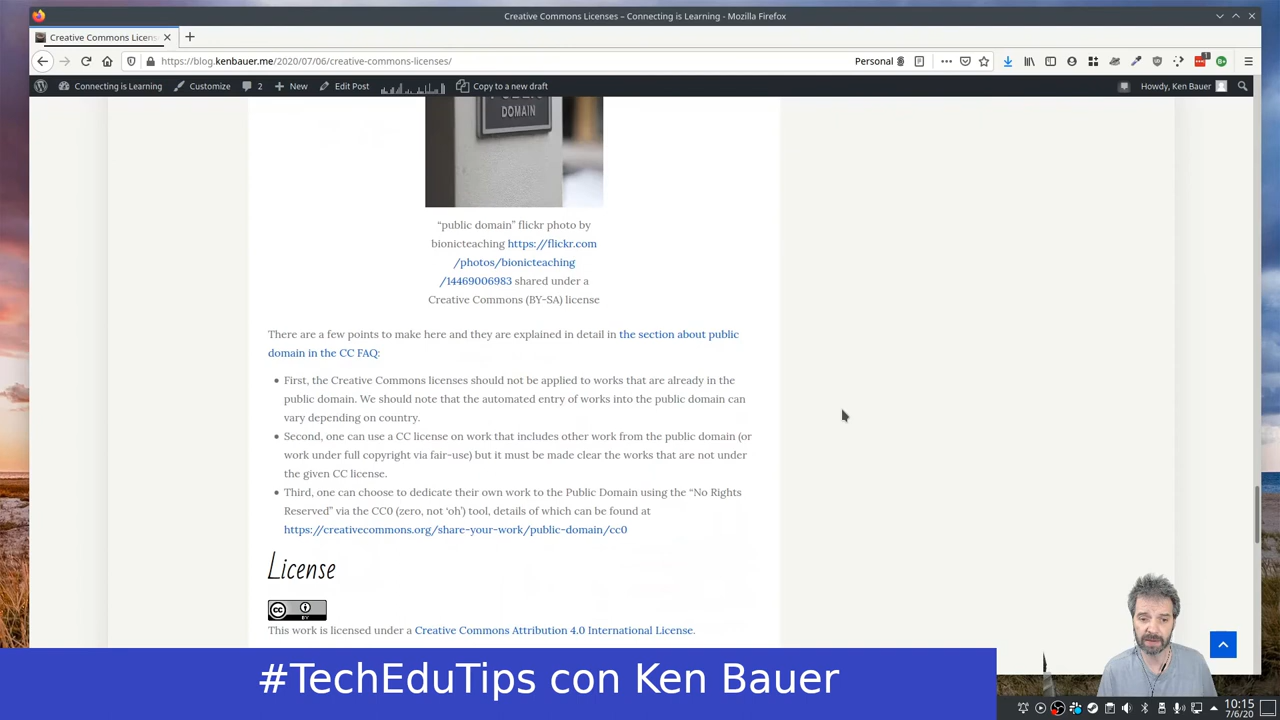 Creative Commons Licenses – Connecting is Learning - Mozilla Firefox
Creative Commons Licens
https://blog.kenbauer.me/2020/07/06/creative-commons-licenses/
Personal
1
Connecting is Learning
Customize
2
New
Edit Post
Copy to a new draft
Howdy, Ken Bauer
DOMAIN
“public domain” flickr photo by
bionicteaching https://flickr.com
/photos/bionicteaching
/14469006983 shared under a
Creative Commons (BY-SA) license
There are a few points to make here and they are explained in detail in the section about public
domain in the CC FAQ:
• First, the Creative Commons licenses should not be applied to works that are already in the
public domain. We should note that the automated entry of works into the public domain can
vary depending on country.
• Second, one can use a CC license on work that includes other work from the public domain (or
work under full copyright via fair-use) but it must be made clear the works that are not under
the given CC license.
• Third, one can choose to dedicate their own work to the Public Domain using the “No Rights
Reserved” via the CC0 (zero, not ‘oh’) tool, details of which can be found at
https://creativecommons.org/share-your-work/public-domain/cc0
License
cc BY
This work is licensed under a Creative Commons Attribution 4.0 International License.
#TechEduTips con Ken Bauer
10:15
7/6/20